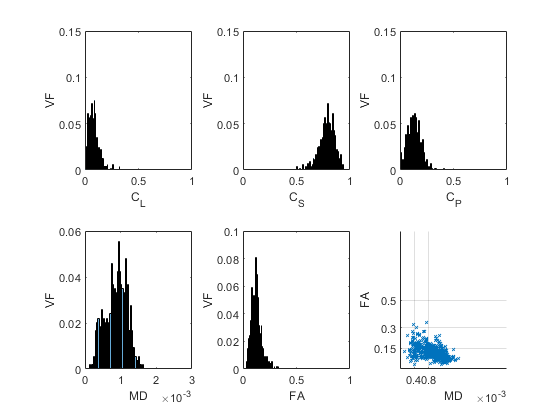 0.15 0.15 0.15
0.1 0.1 0.1
VF VF VF
0.05 0.05 0.05
0 0 0
0 0.5 1 0 0.5 1 0 0.5 1
C_L C_S C_P
0.06 0.1
0.08
0.04 0.06
VF VF FA
0.5
0.04 0.3
0.02 0.02 0.15
0 0
0 1 2 3 0 0.5 1 0.40.8
MD ×10^-3 FA MD ×10^-3